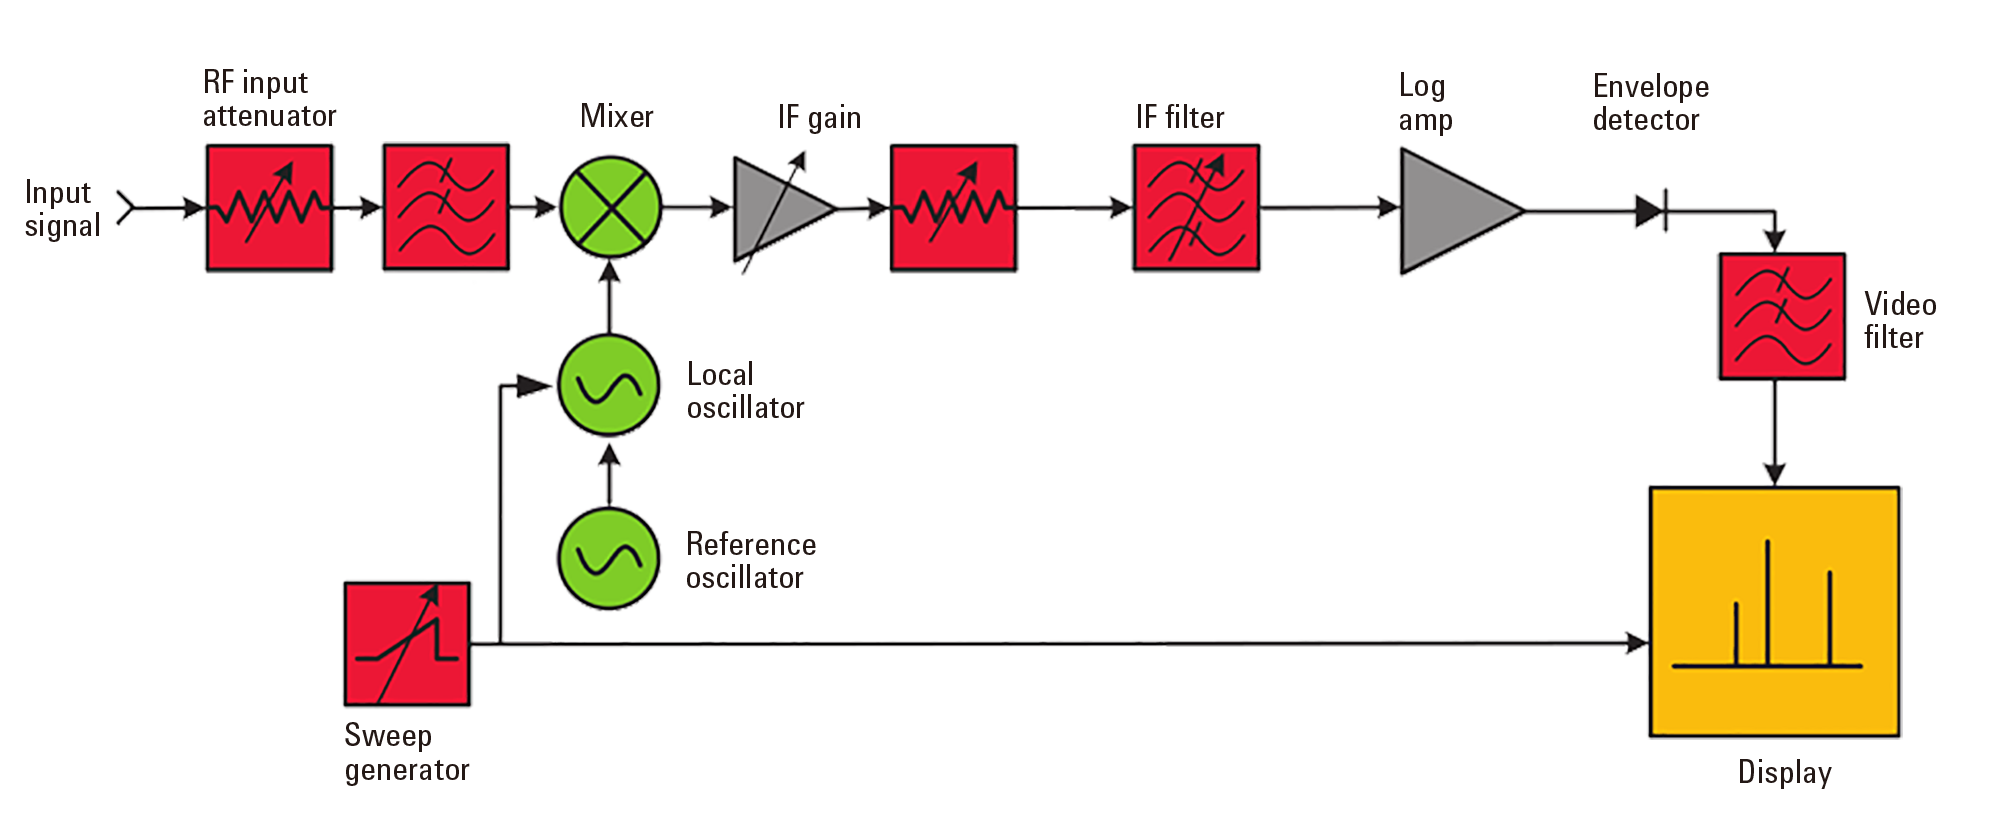 RF input
attenuator
Mixer
IF gain
IF filter
Log
amp
Envelope
detector
Input
signal
Video
filter
Local
oscillator
Reference
oscillator
Sweep
generator
Display